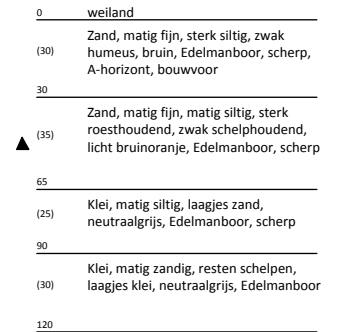 0 weiland
(30) Zand, matig fijn, sterk siltig, zwak
humeus, bruin, Edelmanboor, scherp,
A-horizont, bouwvoor
30
(35) Zand, matig fijn, matig siltig, sterk
roesthoudend, zwak schelphoudend,
licht bruinoranje, Edelmanboor, scherp
65
(25) Klei, matig siltig, laagjes zand,
neutraalgrijs, Edelmanboor, scherp
90
(30) Klei, matig zandig, resten schelpen,
laagjes klei, neutraalgrijs, Edelmanboor
120